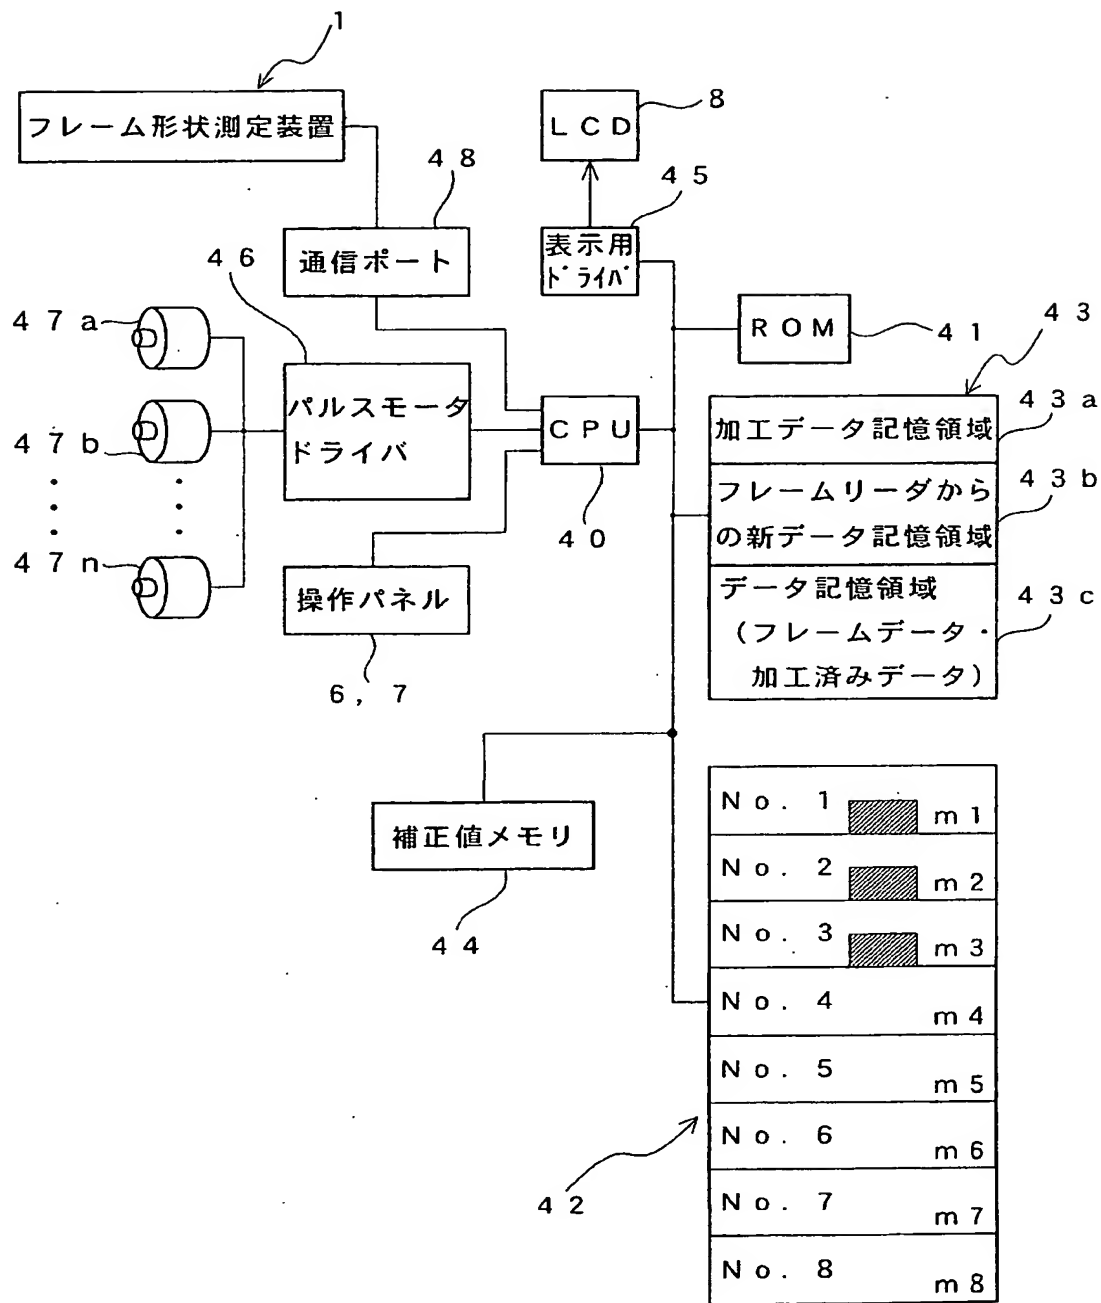 1
フレーム形状測定装置
LCD
8
48
45
通信ポート
表示用
ドライバ
46
47a
ROM
41
43
パルスモータ
ドライバ
CPU
40
加工データ記憶領域
43a
47b
フレームリーダから
の新データ記憶領域
43b
47n
操作パネル
6, 7
データ記憶領域
(フレームデータ・
加工済みデータ)
43c
補正値メモリ
44
No. 1 m1
No. 2 m2
No. 3 m3
No. 4 m4
No. 5 m5
No. 6 m6
No. 7 m7
No. 8 m8
42